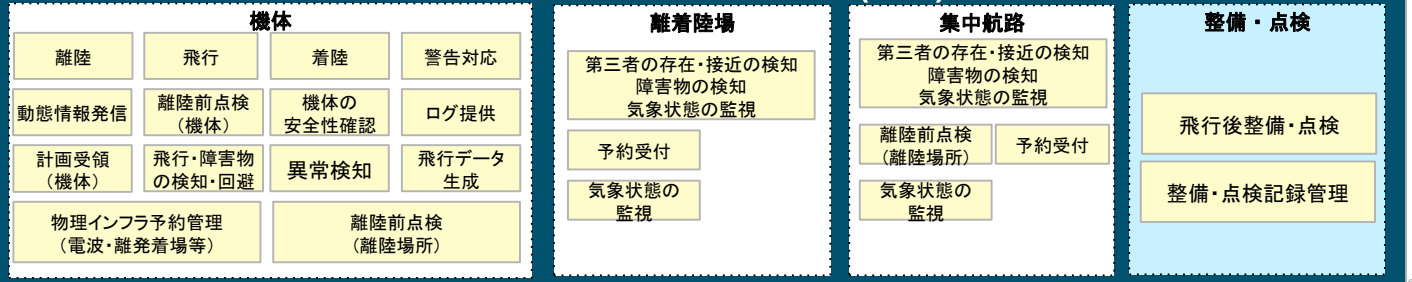 機体
離陸
飛行
着陸
警告対応
動態情報発信
離陸前点検
(機体)
機体の
安全性確認
ログ提供
計画受領
(機体)
飛行・障害物
の検知・回避
異常検知
飛行データ
生成
物理インフラ予約管理
(電波・離発着場等)
離陸前点検
(離陸場所)
離着陸場
第三者の存在・接近の検知
障害物の検知
気象状態の監視
予約受付
気象状態の
監視
集中航路
第三者の存在・接近の検知
障害物の検知
気象状態の監視
離陸前点検
(離陸場所)
予約受付
気象状態の
監視
整備・点検
飛行後整備・点検
整備・点検記録管理